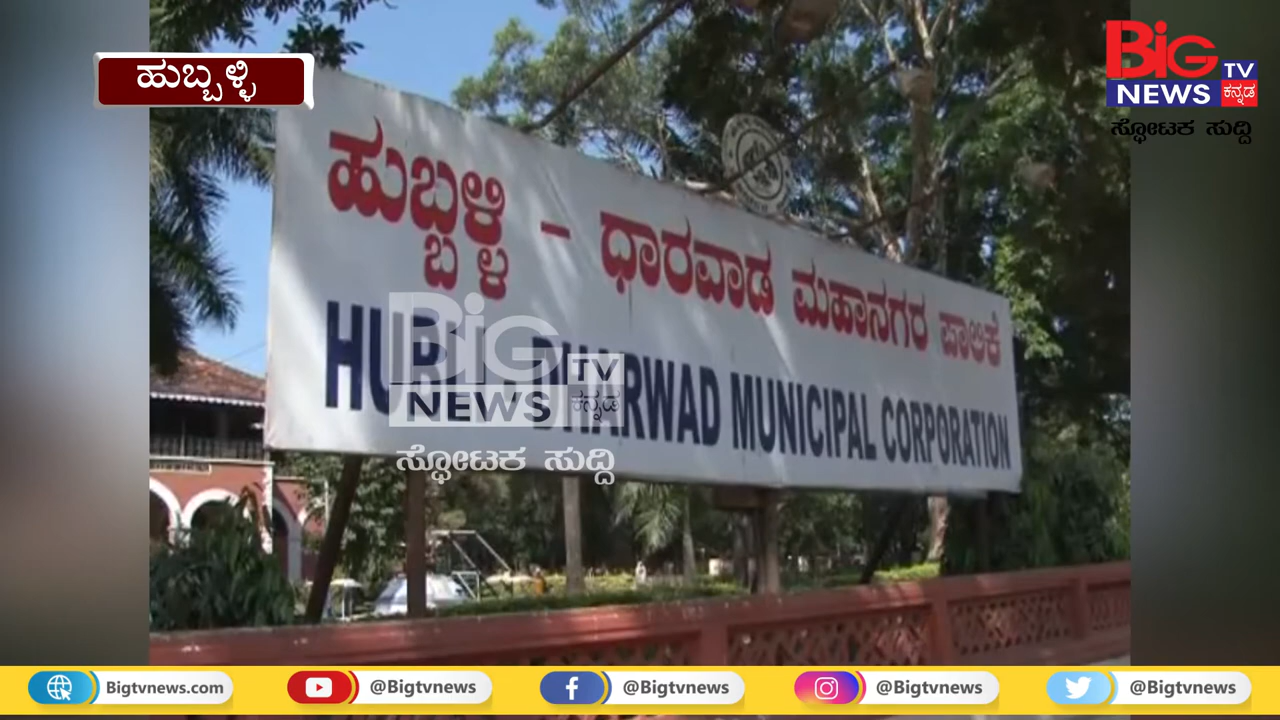 ಹುಬ್ಬಳ್ಳಿ
BiG TV
NEWS ಕನ್ನಡ
ಸ್ಫೋಟಕ ಸುದ್ದಿ
ಹುಬ್ಬಳ್ಳಿ - ಧಾರವಾಡ ಮಹಾನಗರ ಪಾಲಿಕೆ
HUBLI - DHARWAD MUNICIPAL CORPORATION
BiG TV
NEWS ಕನ್ನಡ
ಸ್ಫೋಟಕ ಸುದ್ದಿ
Bigtvnews.com @Bigtvnews @Bigtvnews @Bigtvnews @Bigtvnews